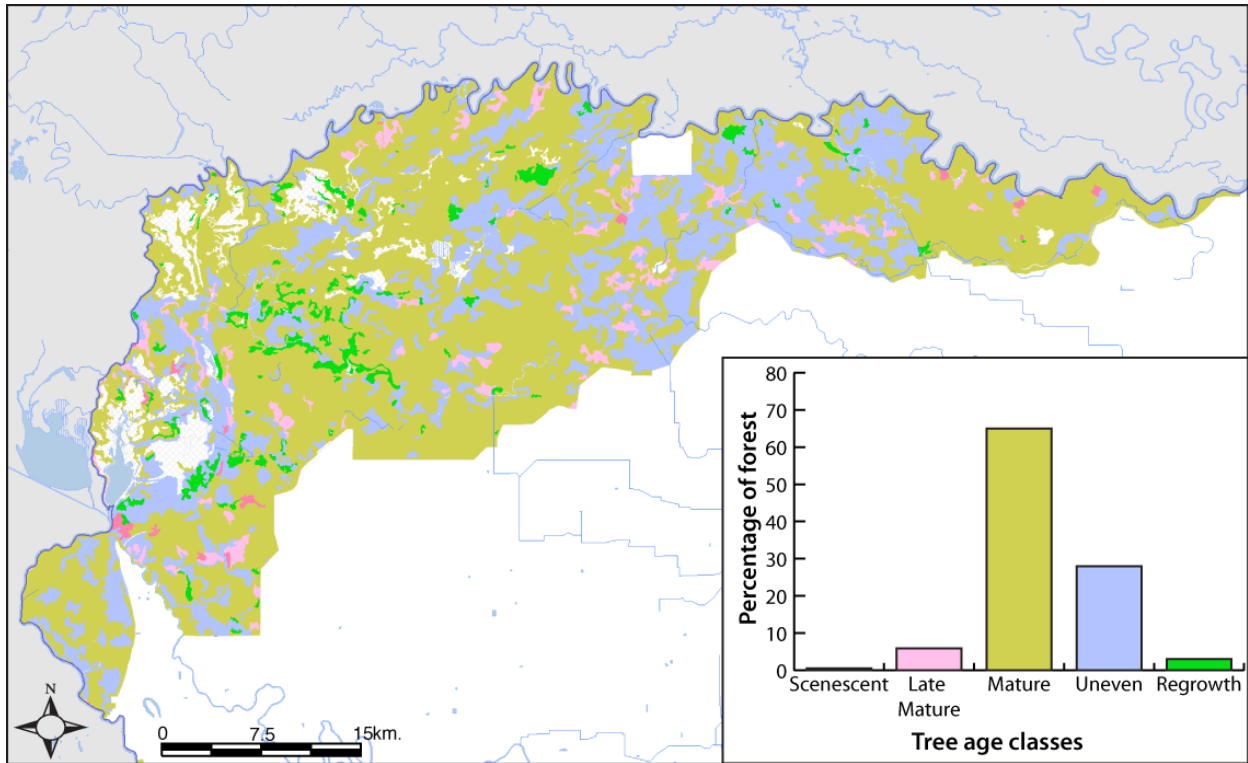 N
0 7.5 15km.
Percentage of forest
80
70
60
50
40
30
20
10
0
Scenescent Late Mature Mature Uneven Regrowth
Tree age classes